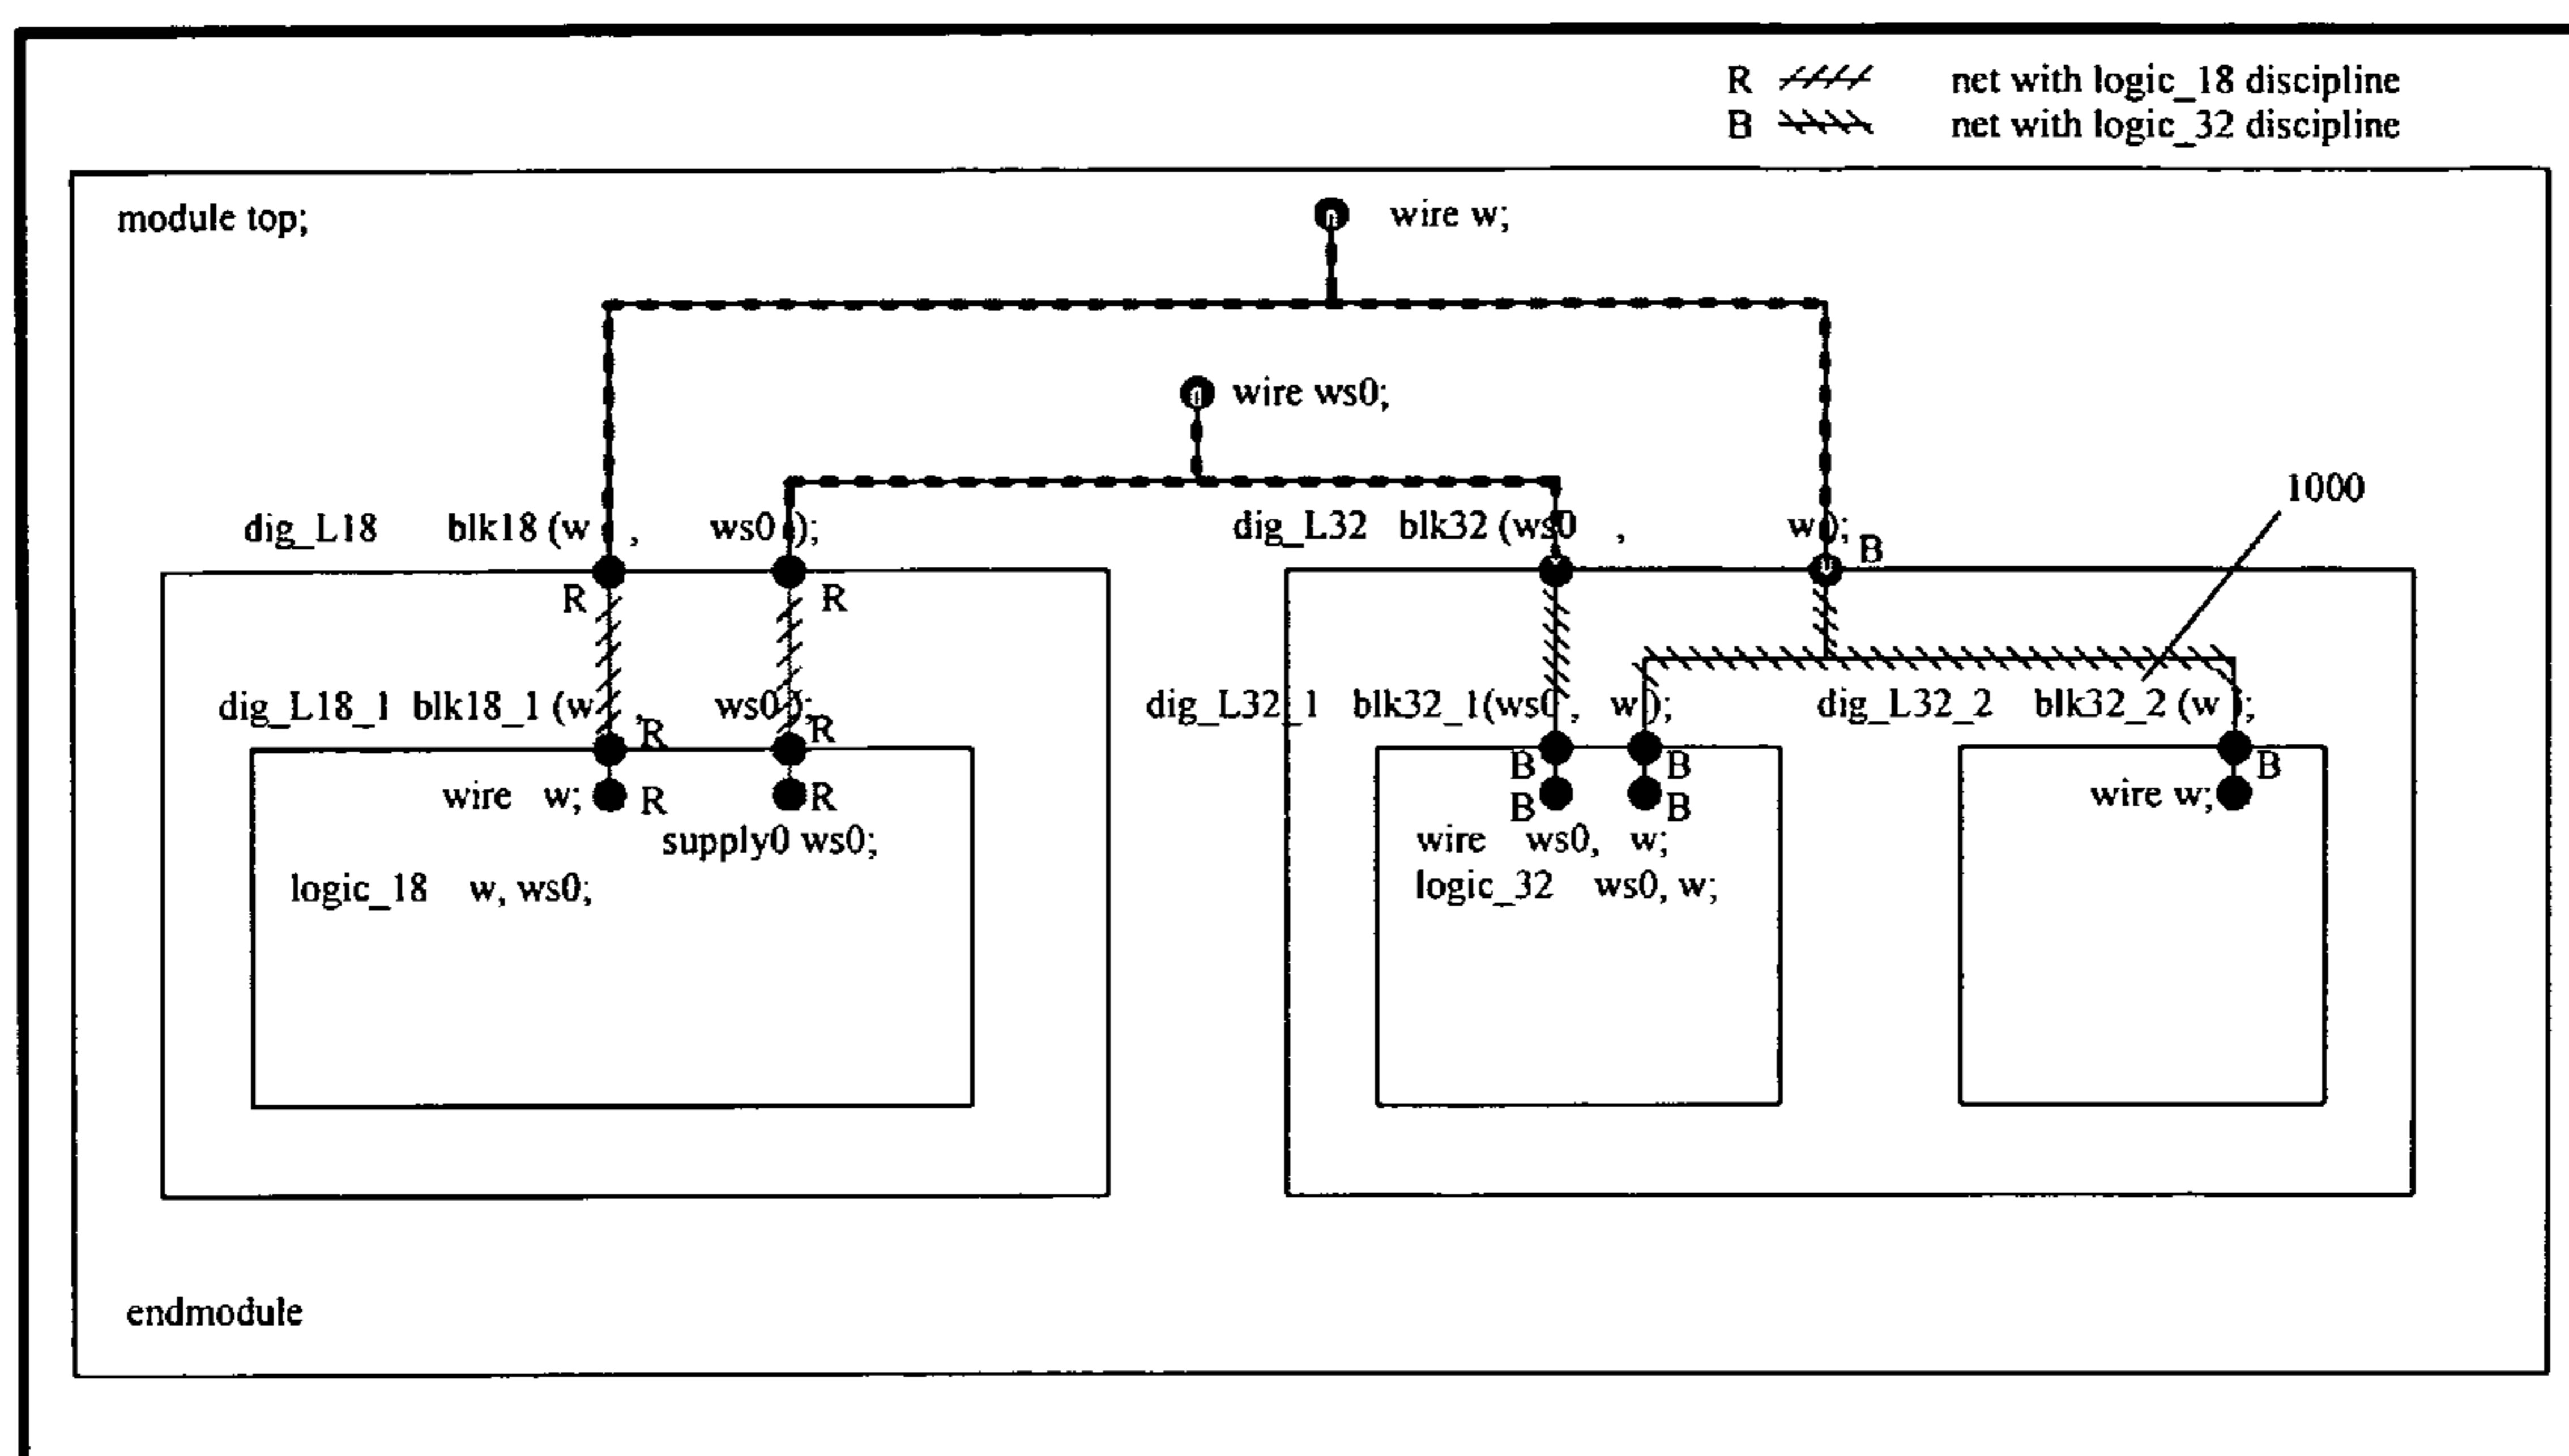 R net with logic_18 discipline
B net with logic_32 discipline
module top;
wire w;
wire ws0;
1000
dig_L18 blk18 (w , ws0 );
dig_L32 blk32 (ws0 , w );
B
R R
dig_L18_1 blk18_1 (w , ws0 );
dig_L32_1 blk32_1(ws0 , w );
dig_L32_2 blk32_2 (w );
R R
B B B
wire w; R R
B B
wire w;
supply0 ws0;
wire ws0, w;
logic_18 w, ws0;
logic_32 ws0, w;
endmodule